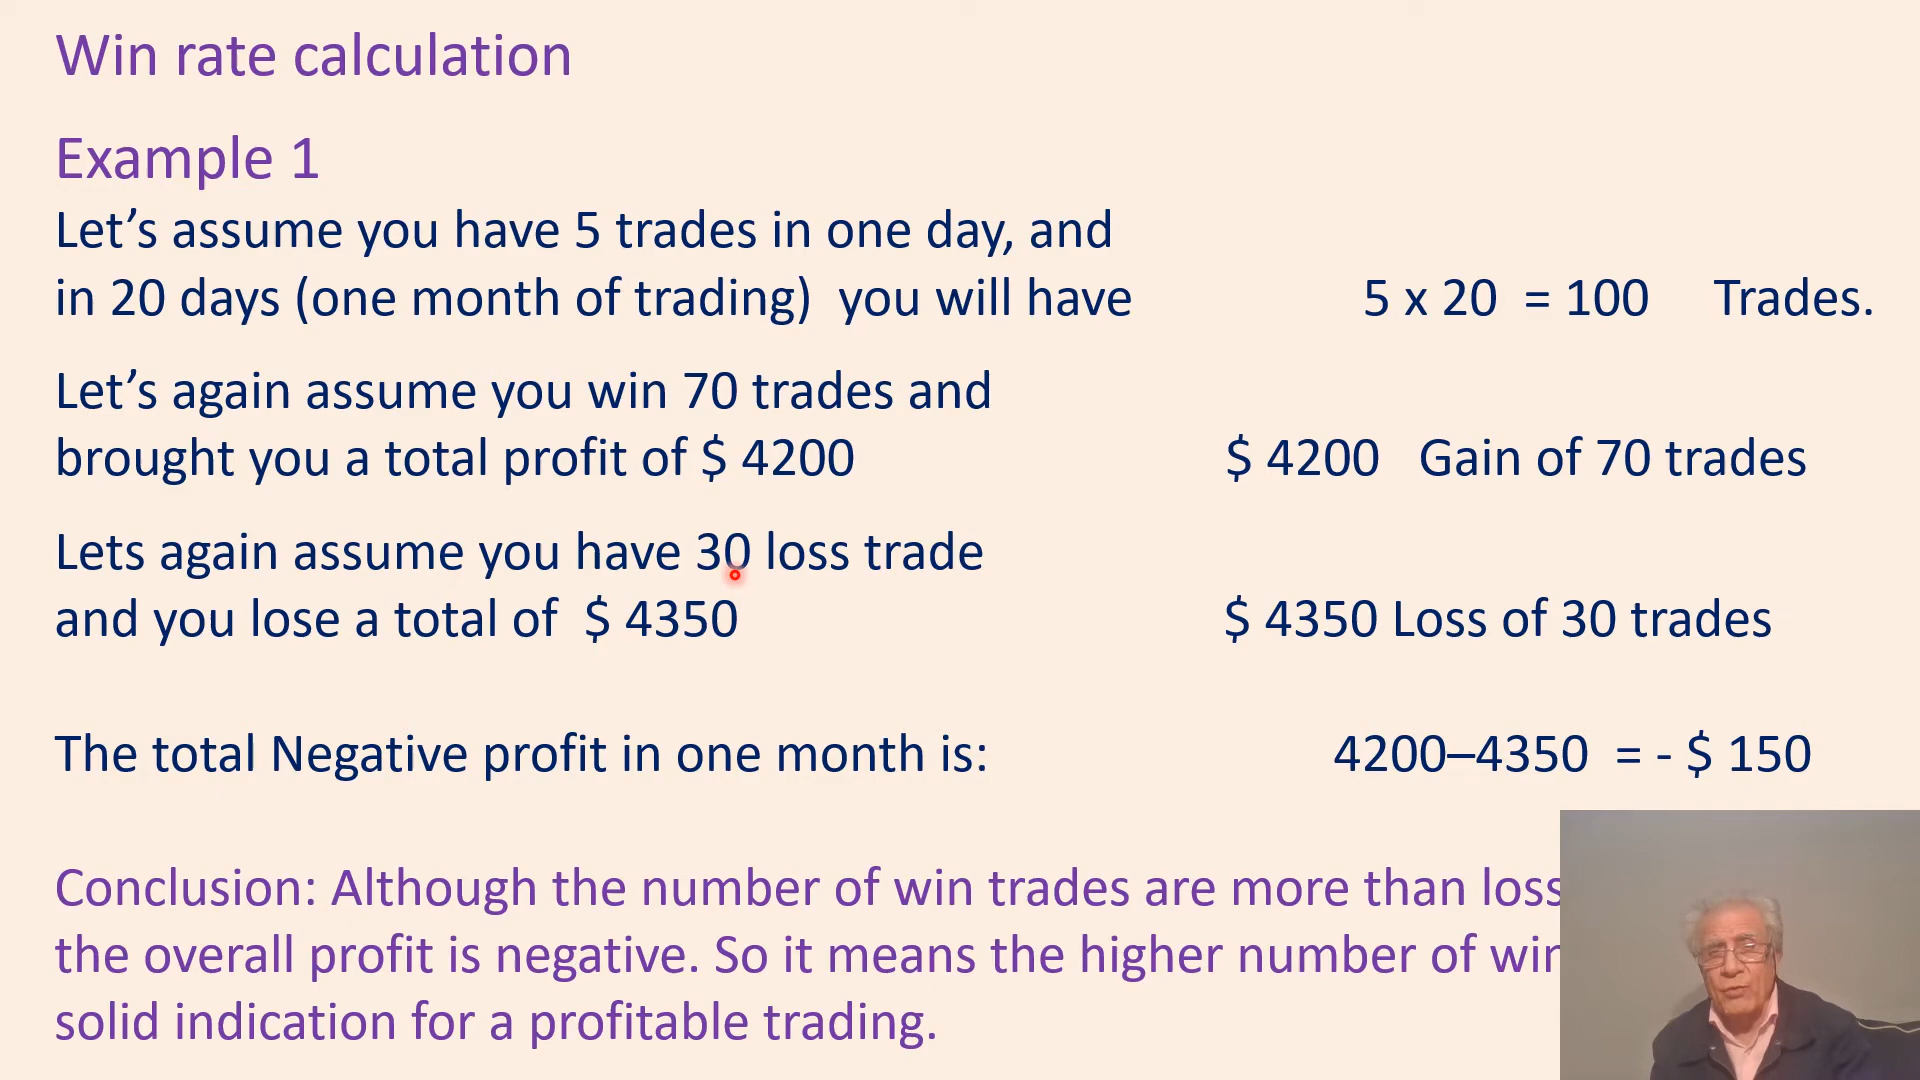 Win rate calculation
Example 1
Let’s assume you have 5 trades in one day, and
in 20 days (one month of trading) you will have 5 x 20 = 100 Trades.
Let’s again assume you win 70 trades and
brought you a total profit of $ 4200 $ 4200 Gain of 70 trades
Lets again assume you have 30 loss trade
and you lose a total of $ 4350 $ 4350 Loss of 30 trades
The total Negative profit in one month is: 4200–4350 = - $ 150
Conclusion: Although the number of win trades are more than loss
the overall profit is negative. So it means the higher number of
solid indication for a profitable trading.